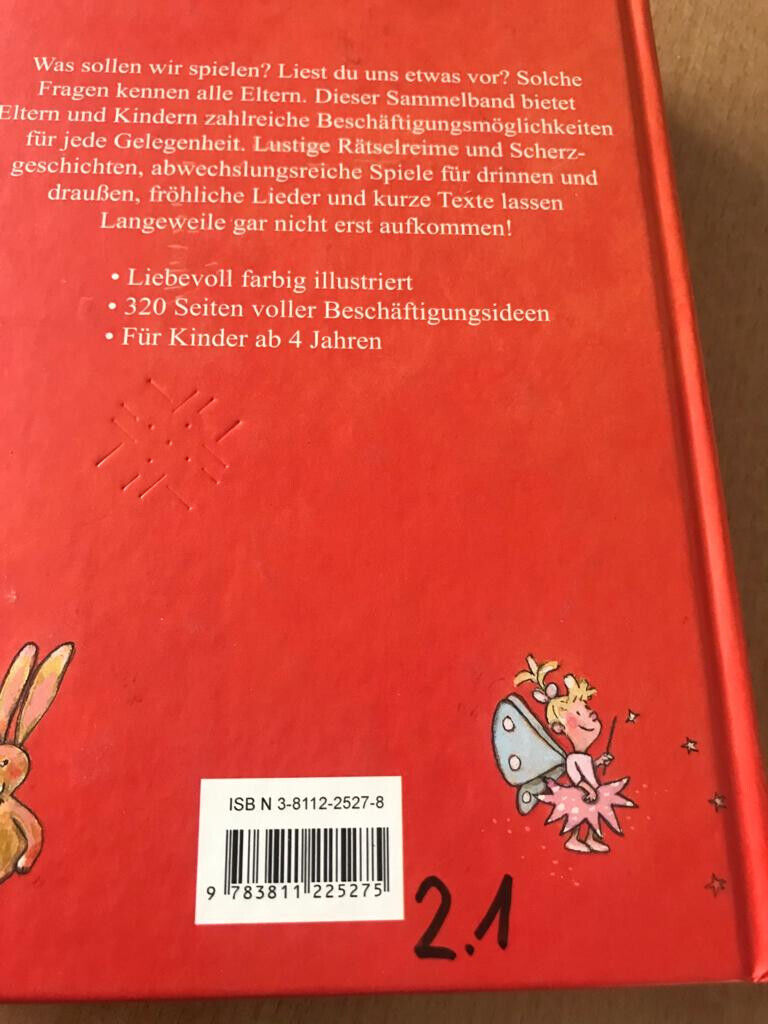 Was sollen wir spielen? Liest du uns etwas vor? Solche
Fragen kennen alle Eltern. Dieser Sammelband bietet
Eltern und Kindern zahlreiche Beschäftigungsmöglichkeiten
für jede Gelegenheit. Lustige Rätselreime und Scherz-
geschichten, abwechslungsreiche Spiele für drinnen und
draußen, fröhliche Lieder und kurze Texte lassen
Langeweile gar nicht erst aufkommen!
• Liebevoll farbig illustriert
• 320 Seiten voller Beschäftigungsideen
• Für Kinder ab 4 Jahren
ISB N 3-8112-2527-8
9 783811 225275
2.1